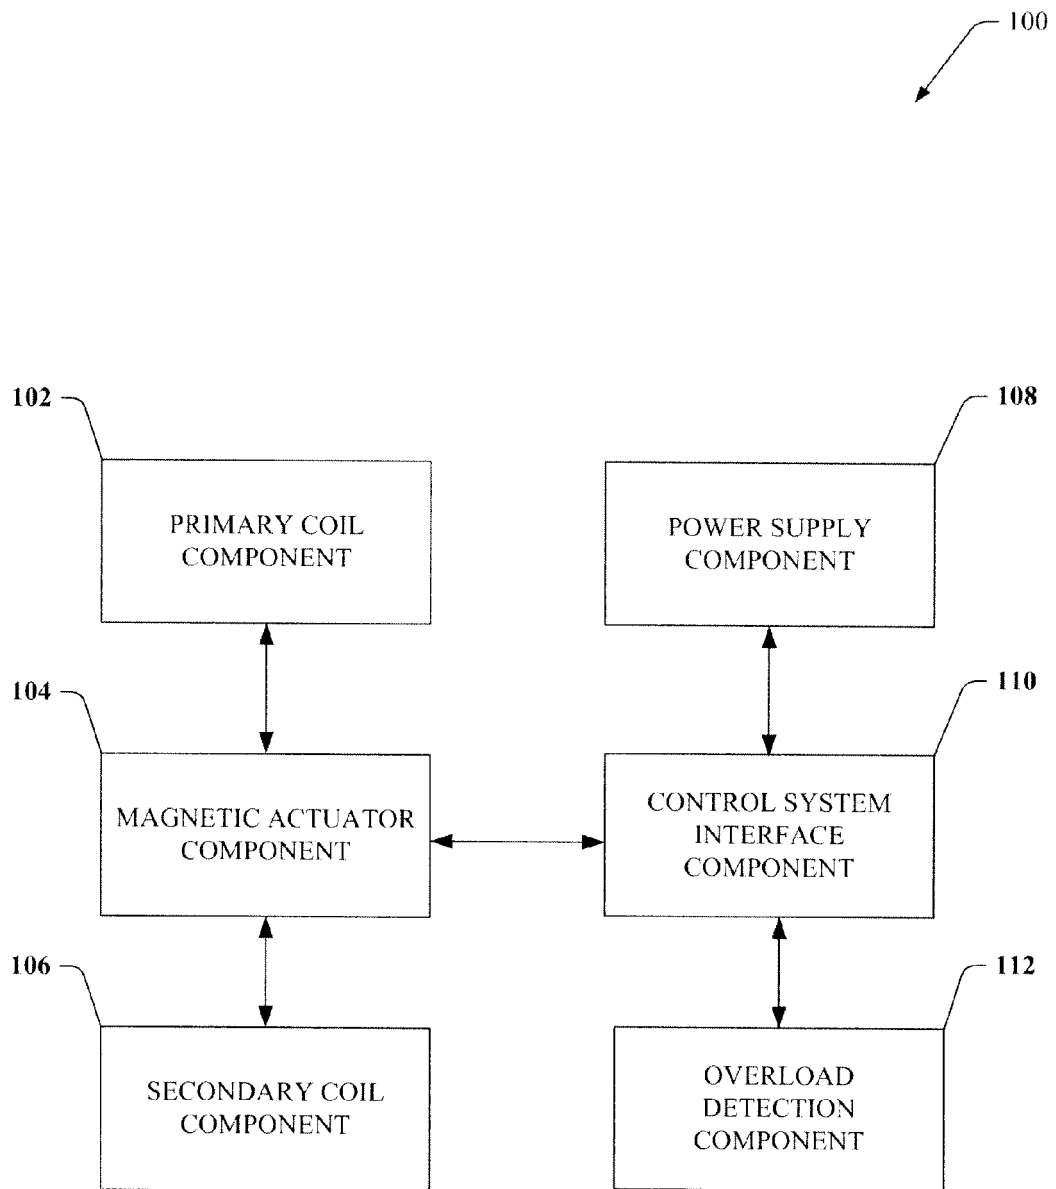 100
102
108
PRIMARY COIL
COMPONENT
POWER SUPPLY
COMPONENT
104
110
MAGNETIC ACTUATOR
COMPONENT
CONTROL SYSTEM
INTERFACE
COMPONENT
106
112
SECONDARY COIL
COMPONENT
OVERLOAD
DETECTION
COMPONENT